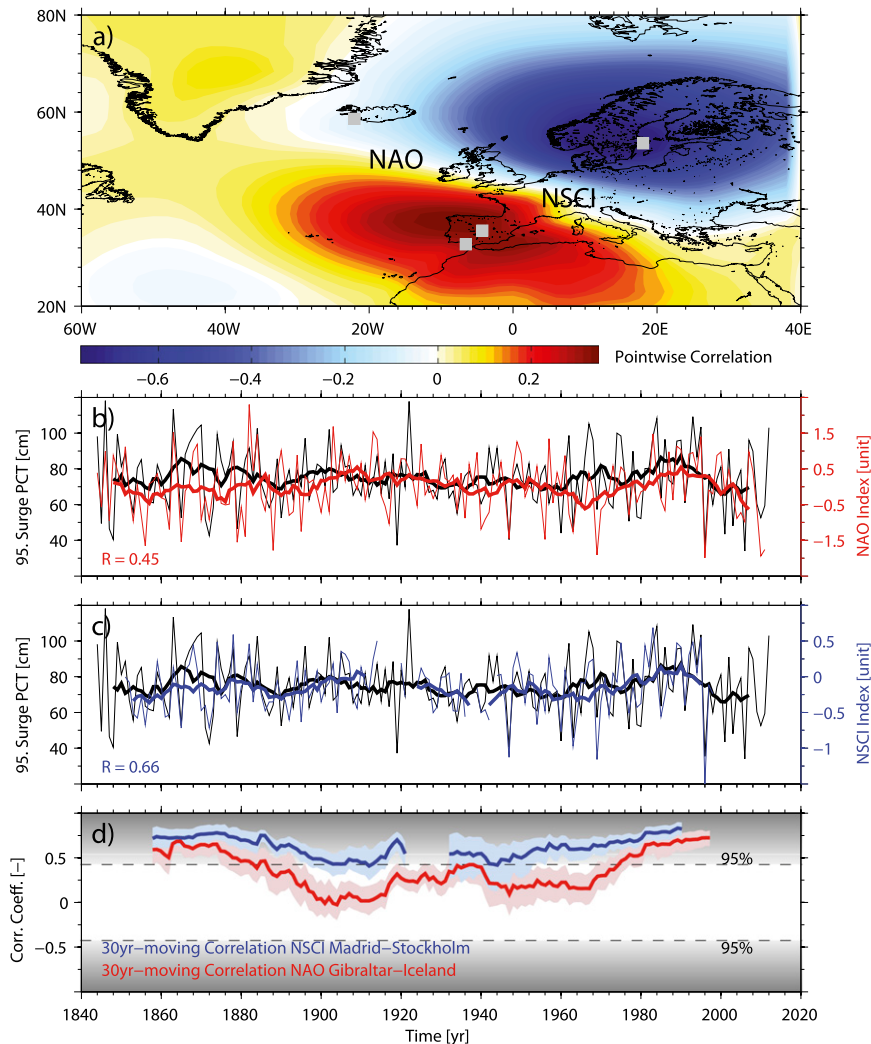 80N
a)
60N
NAO
NSCI
40N
20N
60W 40W 20W 0 20E 40E
Pointwise Correlation
−0.6 −0.4 −0.2 0 0.2
b)
95. Surge PCT [cm]
100
80
60
40
R = 0.45
2.5
1.5
0.5
−0.5
−1.5
NAO Index [unit]
c)
95. Surge PCT [cm]
100
80
60
40
R = 0.66
0.5
0
−0.5
−1
NSCI Index [unit]
d)
Corr. Coeff. [−]
0.5
0
−0.5
95%
95%
30yr−moving Correlation NSCI Madrid−Stockholm
30yr−moving Correlation NAO Gibraltar−Iceland
1840 1860 1880 1900 1920 1940 1960 1980 2000 2020
Time [yr]